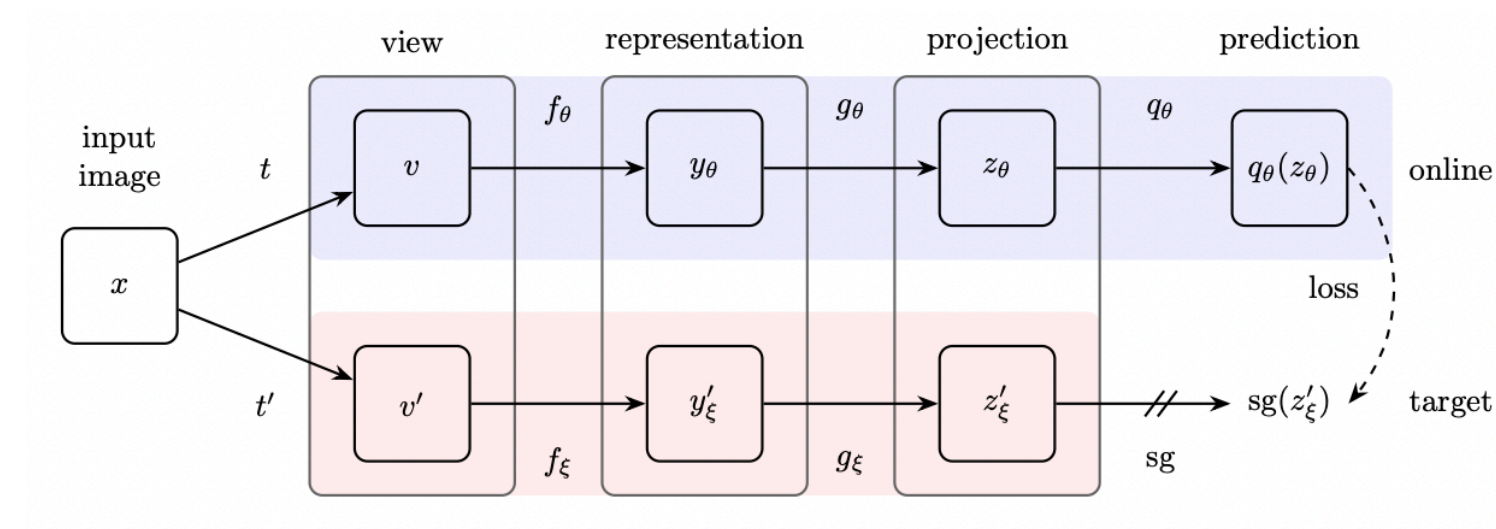 view
representation
projection
prediction
input
image
t
f_θ
g_θ
q_θ
v
y_θ
z_θ
q_θ(z_θ)
online
x
loss
t′
v′
y′_ξ
z′_ξ
sg(z′_ξ)
target
f_ξ
g_ξ
sg